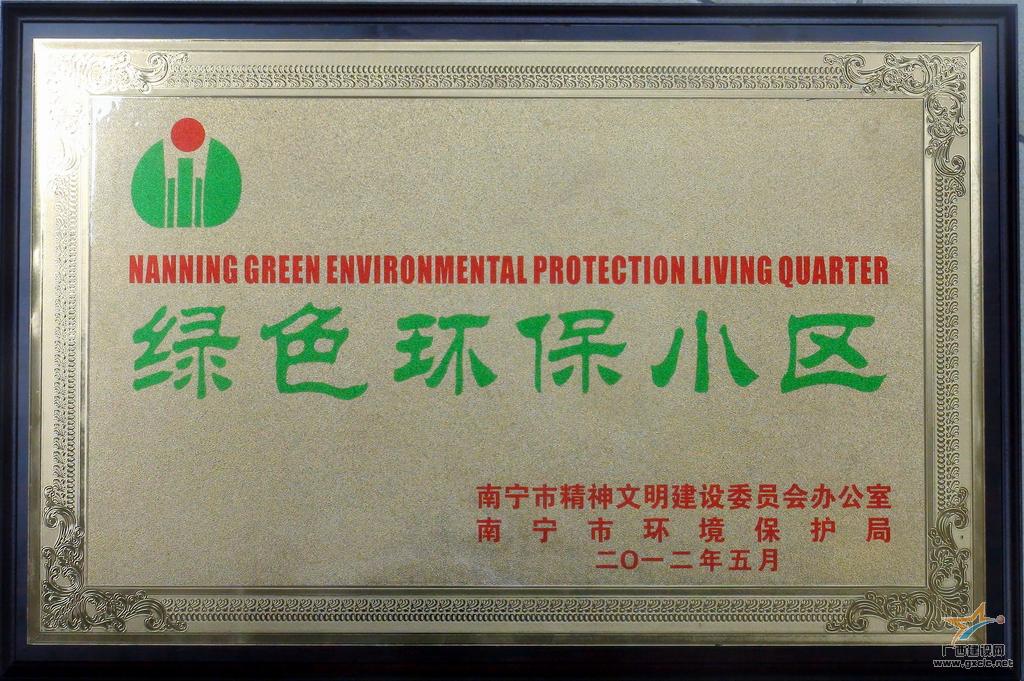 NANNING GREEN ENVIRONMENTAL PROTECTION LIVING QUARTER
绿色环保小区
南宁市精神文明建设委员会办公室
南宁市环境保护局
二〇一二年五月
广西建设网
www.gxcic.net